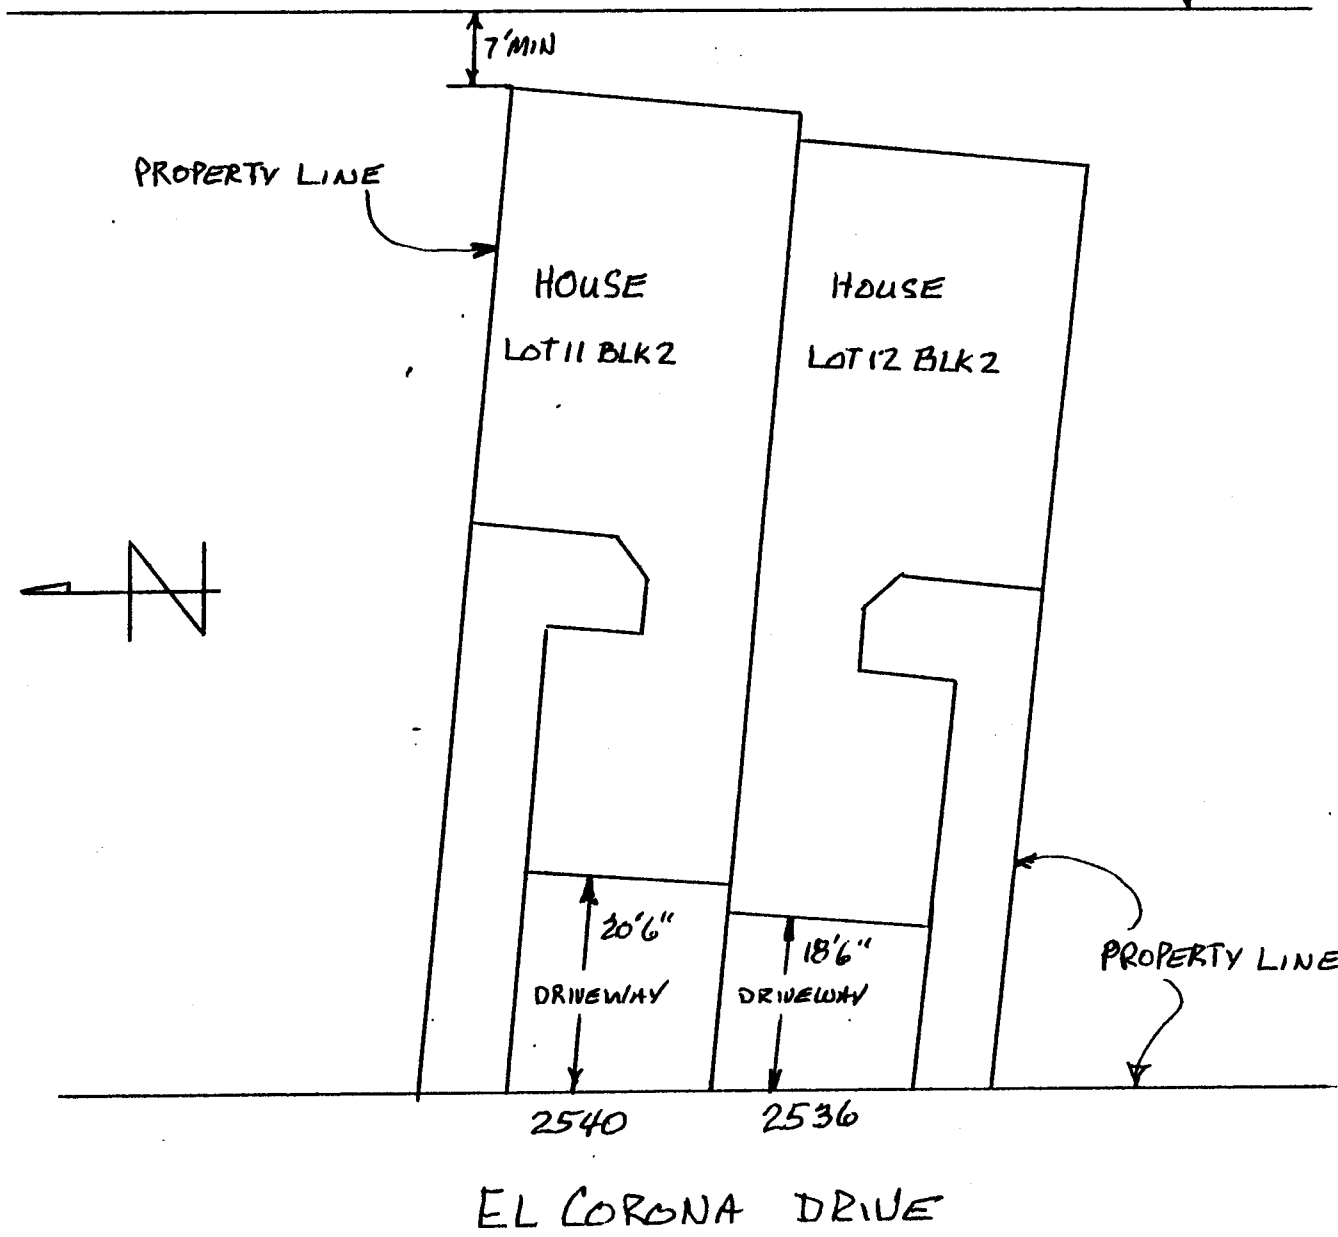 7' MIN
PROPERTY LINE
HOUSE
LOT 11 BLK 2
HOUSE
LOT 12 BLK 2
N
20'6"
DRIVEWAY
18'6"
DRIVEWAY
PROPERTY LINE
2540
2536
EL CORONA DRIVE